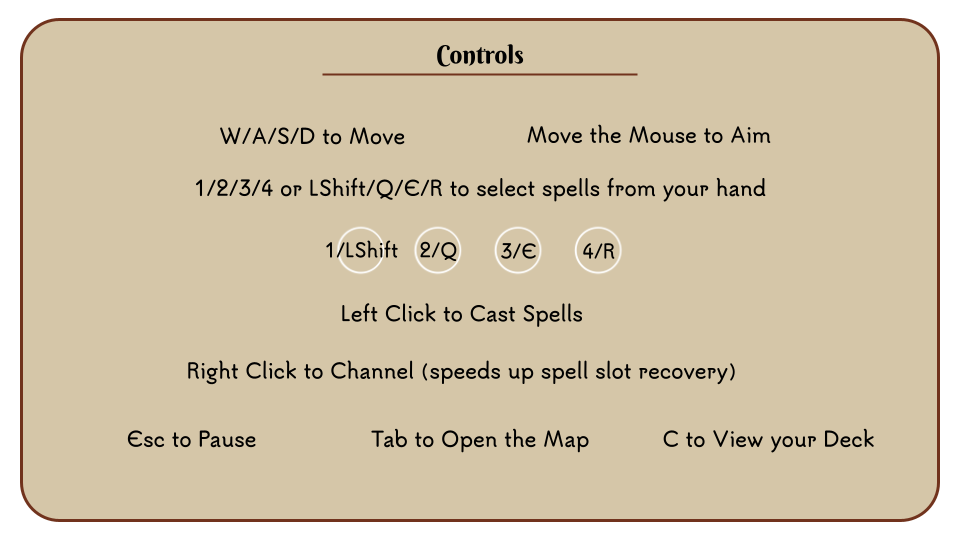 Controls
W/A/S/D to Move Move the Mouse to Aim
1/2/3/4 or LShift/Q/E/R to select spells from your hand
1/LShift 2/Q 3/E 4/R
Left Click to Cast Spells
Right Click to Channel (speeds up spell slot recovery)
Esc to Pause Tab to Open the Map C to View your Deck